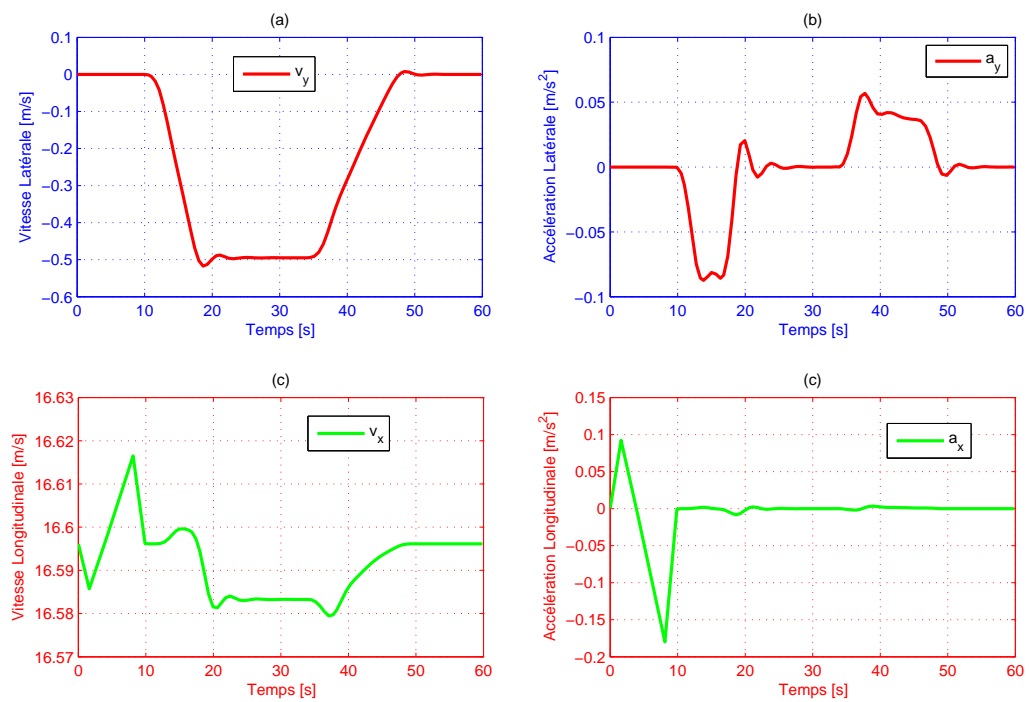 (a)
0.1
0
−0.1
−0.2
−0.3
−0.4
−0.5
−0.6
Vitesse Latérale [m/s]
v_y
0 10 20 30 40 50 60
Temps [s]
(b)
0.1
0.05
0
−0.05
−0.1
Accélération Latérale [m/s²]
a_y
0 10 20 30 40 50 60
Temps [s]
(c)
16.63
16.62
16.61
16.6
16.59
16.58
16.57
Vitesse Longitudinale [m/s]
v_x
0 10 20 30 40 50 60
Temps [s]
(c)
0.15
0.1
0.05
0
−0.05
−0.1
−0.15
−0.2
Accélération Longitudinale [m/s²]
a_x
0 10 20 30 40 50 60
Temps [s]